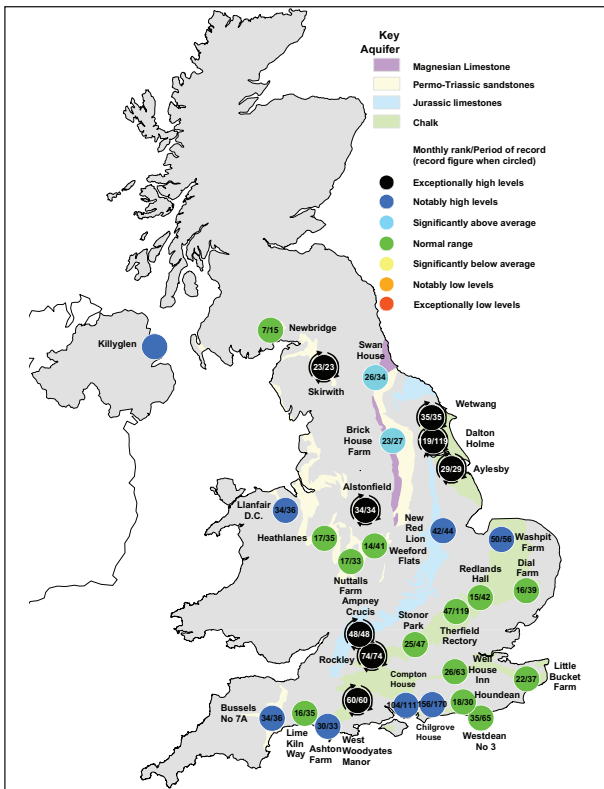 Key
Aquifer
Magnesian Limestone
Permo-Triassic sandstones
Jurassic limestones
Chalk
Monthly rank/Period of record
(record figure when circled)
Exceptionally high levels
Notably high levels
Significantly above average
Normal range
Significantly below average
Notably low levels
Exceptionally low levels
Killyglen
7/15
Newbridge
23/23
Skirwith
Swan
House
26/34
Wetwang
35/35
Dalton
Holme
19/119
Brick
House
Farm
23/27
Aylesby
29/29
Alstonfield
34/34
Llanfair
D.C.
34/36
New
Red
Lion
42/44
50/56
Washpit
Farm
Heathlanes
17/35
14/41
Weeford
Flats
17/33
Nuttalls
Farm
Dial
Farm
16/39
Redlands
Hall
15/42
Ampney
Crucis
48/48
Stonor
Park
25/47
47/119
Therfield
Rectory
Rockley
74/74
Well
House
Inn
26/63
22/37
Little
Bucket
Farm
Compton
House
104/111
156/170
Chilgrove
House
18/30
Houndean
35/65
Westdean
No 3
60/60
West
Woodyates
Manor
Bussels
No 7A
34/36
16/35
Lime
Kiln
Way
30/33
Ashton
Farm